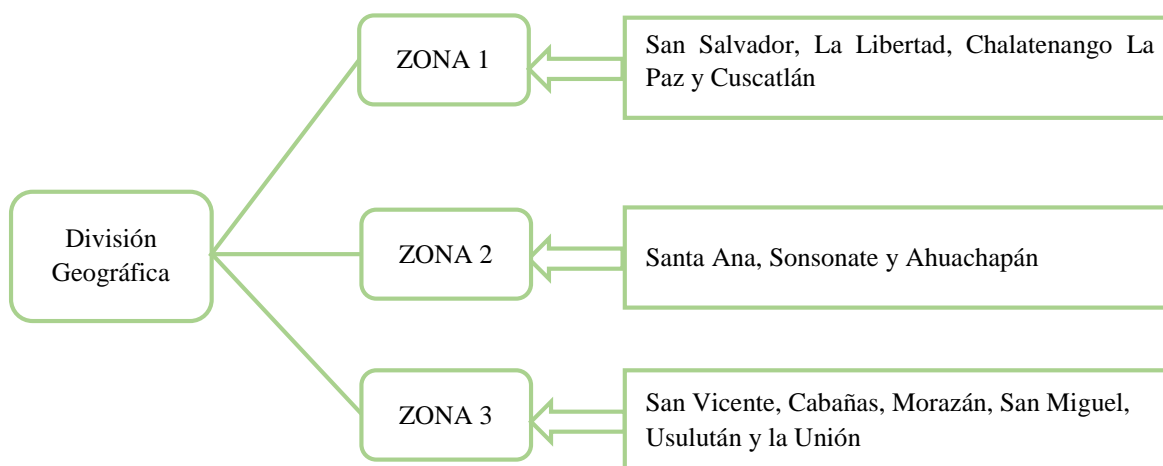 División
Geográfica
ZONA 1
San Salvador, La Libertad, Chalatenango La
Paz y Cuscatlán
ZONA 2
Santa Ana, Sonsonate y Ahuachapán
ZONA 3
San Vicente, Cabañas, Morazán, San Miguel,
Usulután y la Unión